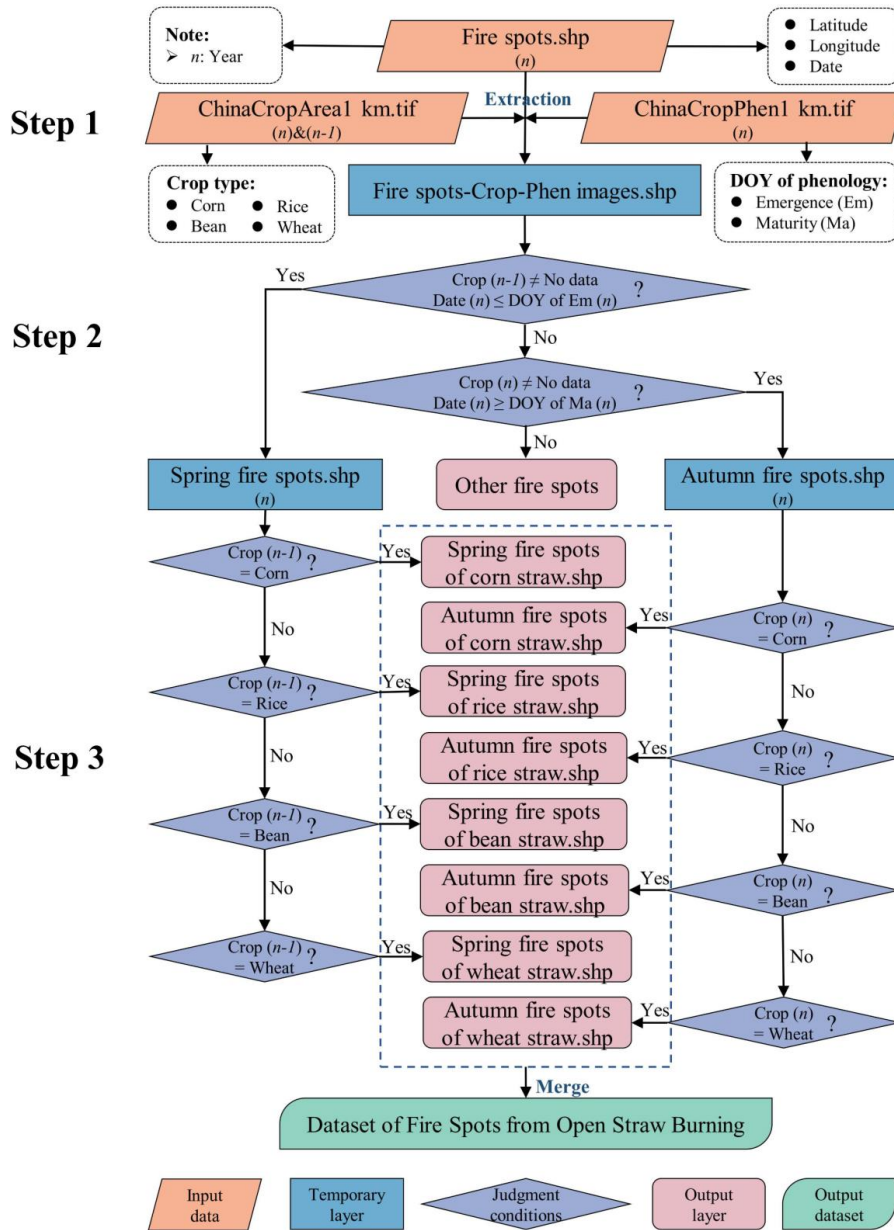 Note:
➢ n: Year
Fire spots.shp
(n)
● Latitude
● Longitude
● Date
Step 1
ChinaCropArea1 km.tif
(n)&(n-1)
Extraction
ChinaCropPhen1 km.tif
(n)
Crop type:
● Corn ● Rice
● Bean ● Wheat
Fire spots-Crop-Phen images.shp
DOY of phenology:
● Emergence (Em)
● Maturity (Ma)
Step 2
Yes
Crop (n-1) ≠ No data
Date (n) ≤ DOY of Em (n)
?
No
Crop (n) ≠ No data
Date (n) ≥ DOY of Ma (n)
?
Yes
No
Spring fire spots.shp
(n)
Other fire spots
Autumn fire spots.shp
(n)
Step 3
Crop (n-1)
= Corn
?
Yes
Spring fire spots
of corn straw.shp
No
Autumn fire spots
of corn straw.shp
Yes
Crop (n)
= Corn
?
No
Crop (n-1)
= Rice
?
Yes
Spring fire spots
of rice straw.shp
No
Autumn fire spots
of rice straw.shp
Yes
Crop (n)
= Rice
?
No
Crop (n-1)
= Bean
?
Yes
Spring fire spots
of bean straw.shp
No
Autumn fire spots
of bean straw.shp
Yes
Crop (n)
= Bean
?
No
Crop (n-1)
= Wheat
?
Yes
Spring fire spots
of wheat straw.shp
Autumn fire spots
of wheat straw.shp
Yes
Crop (n)
= Wheat
?
Merge
Dataset of Fire Spots from Open Straw Burning
Input
data
Temporary
layer
Judgment
conditions
Output
layer
Output
dataset